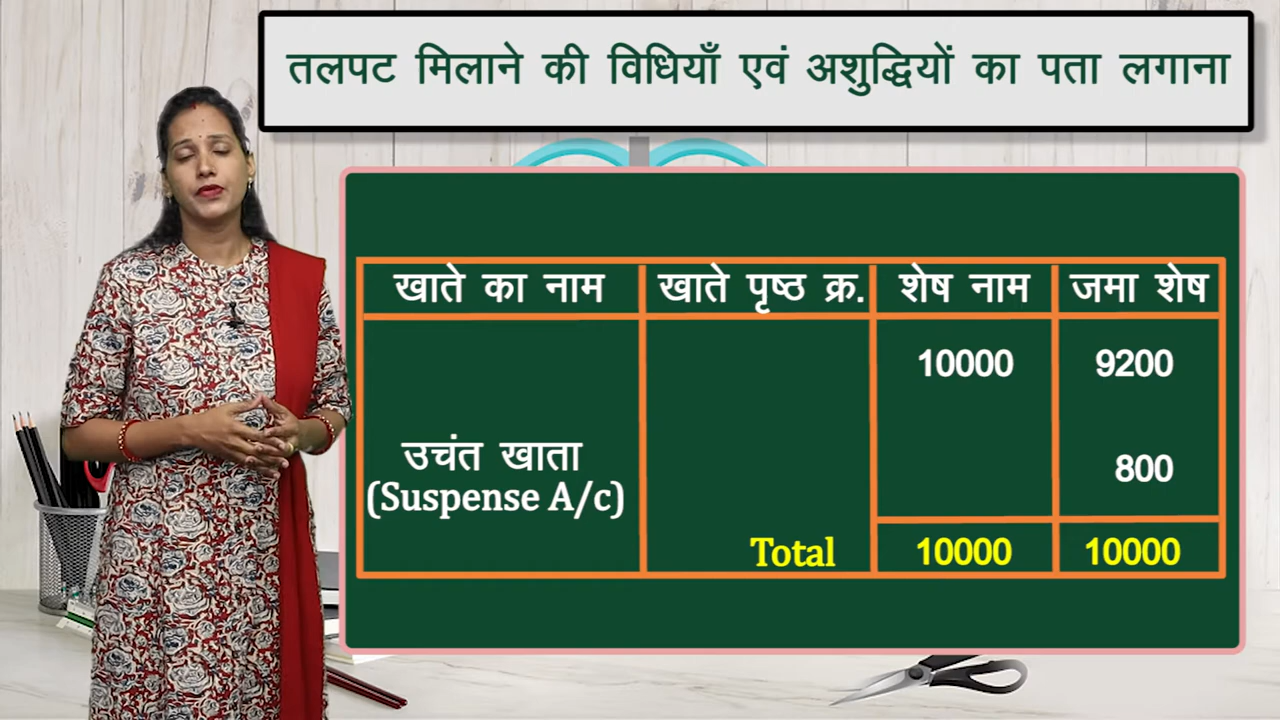 तलपट मिलाने की विधियाँ एवं अशुद्धियों का पता लगाना
खाते का नाम खाते पृष्ठ क्र. शेष नाम जमा शेष
10000 9200
उचंत खाता 800
(Suspense A/c)
Total 10000 10000